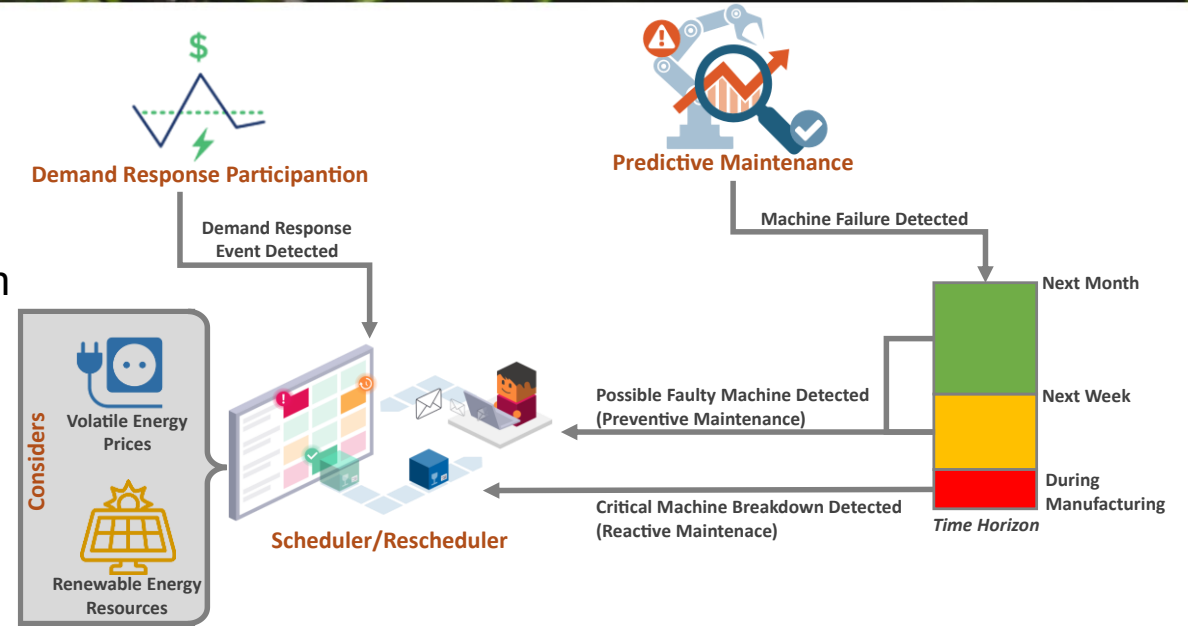 $
Demand Response Participantion
Predictive Maintenance
Demand Response
Event Detected
Machine Failure Detected
n
Next Month
Considers
Volatile Energy
Prices
Possible Faulty Machine Detected
(Preventive Maintenance)
Next Week
Critical Machine Breakdown Detected
(Reactive Maintenace)
During
Manufacturing
Time Horizon
Scheduler/Rescheduler
Renewable Energy
Resources